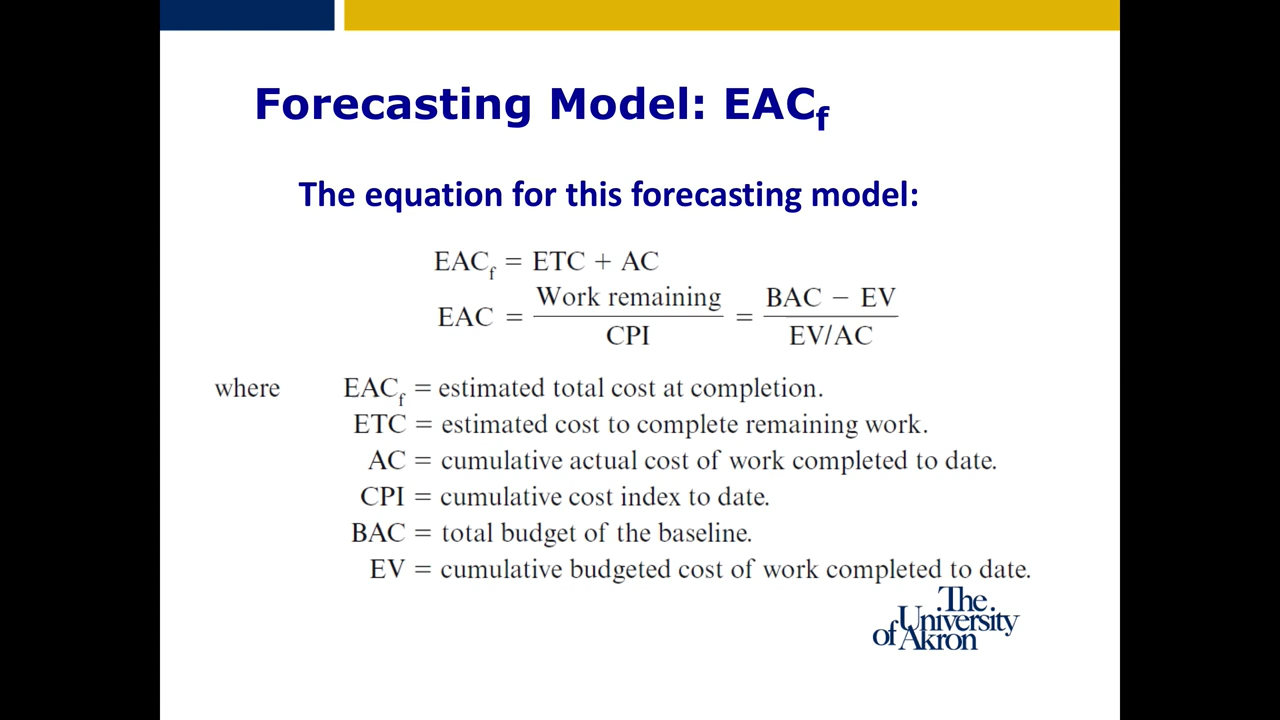 Forecasting Model: EACf
The equation for this forecasting model:
EACf = ETC + AC
EAC = Work remaining / CPI = BAC − EV / EV/AC
where EACf = estimated total cost at completion.
ETC = estimated cost to complete remaining work.
AC = cumulative actual cost of work completed to date.
CPI = cumulative cost index to date.
BAC = total budget of the baseline.
EV = cumulative budgeted cost of work completed to date.
The
University
of Akron